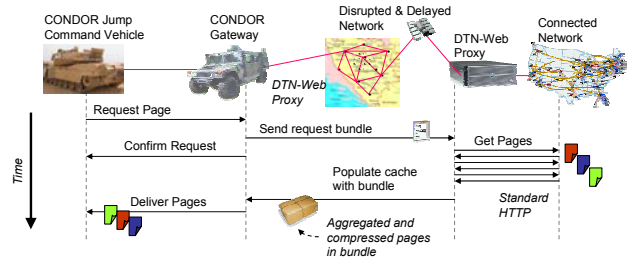 CONDOR Jump
Command Vehicle
CONDOR
Gateway
Disrupted & Delayed
Network
DTN-Web
Proxy
DTN-Web
Proxy
Connected
Network
Request Page
Send request bundle
Confirm Request
Get Pages
Populate cache
with bundle
Deliver Pages
Standard
HTTP
Aggregated and
compressed pages
in bundle
Time